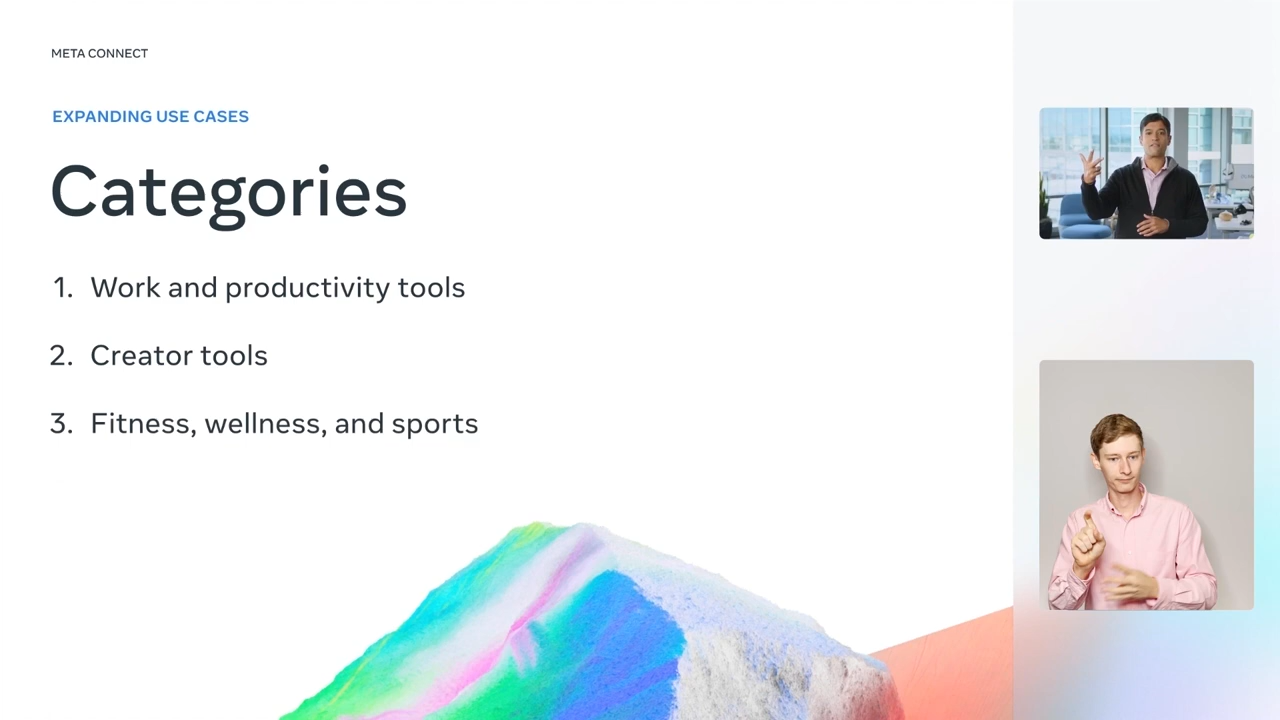 META CONNECT
EXPANDING USE CASES
Categories
1. Work and productivity tools
2. Creator tools
3. Fitness, wellness, and sports